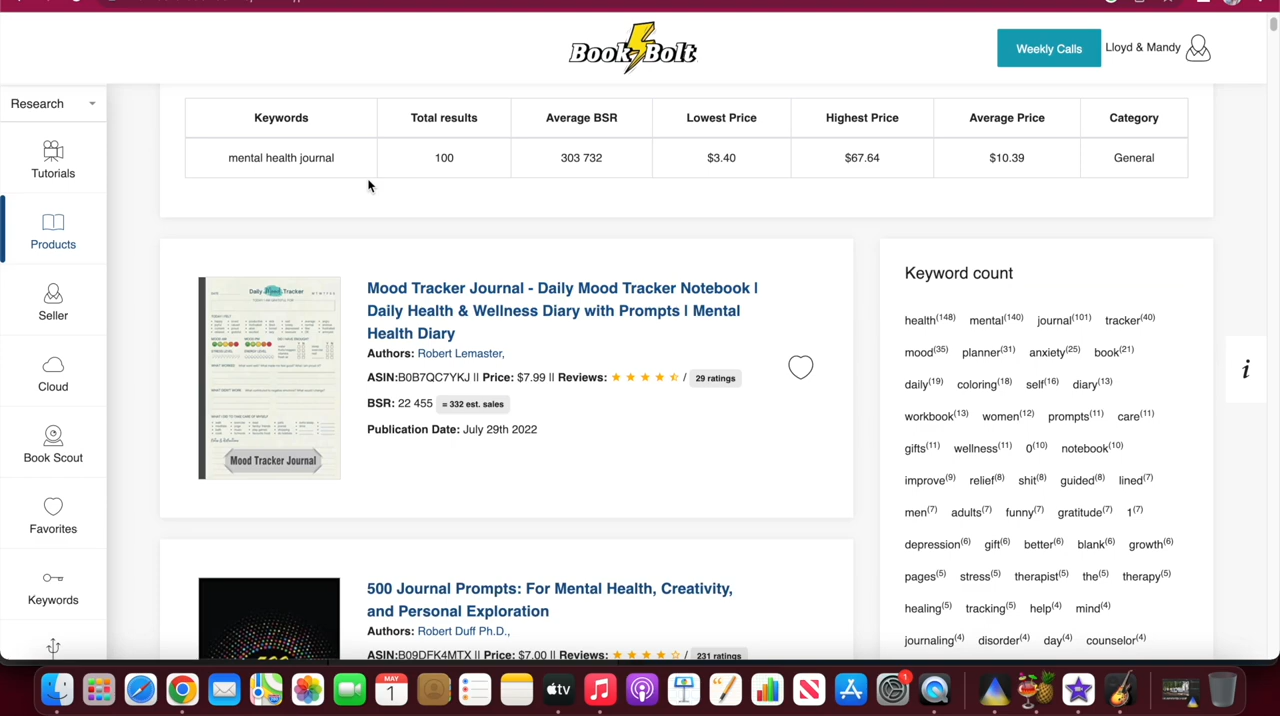 Book Bolt
Weekly Calls
Lloyd & Mandy
Research
Tutorials
Products
Seller
Cloud
Book Scout
Favorites
Keywords
Keywords Total results Average BSR Lowest Price Highest Price Average Price Category
mental health journal 100 303 732 $3.40 $67.64 $10.39 General
Daily Mood Tracker
Mood Tracker Journal
Mood Tracker Journal - Daily Mood Tracker Notebook |
Daily Health & Wellness Diary with Prompts | Mental
Health Diary
Authors: Robert Lemaster,
ASIN:B0B7QC7YKJ || Price: $7.99 || Reviews: / 29 ratings
BSR: 22 455 = 332 est. sales
Publication Date: July 29th 2022
500 Journal Prompts: For Mental Health, Creativity,
and Personal Exploration
Authors: Robert Duff Ph.D.,
ASIN:B09DFK4MTX || Price: $7.00 || Reviews: / 231 ratings
Keyword count
health(148) mental(140) journal(101) tracker(40)
mood(35) planner(31) anxiety(25) book(21)
daily(19) coloring(18) self(16) diary(13)
workbook(13) women(12) prompts(11) care(11)
gifts(11) wellness(11) 0(10) notebook(10)
improve(9) relief(8) shit(8) guided(8) lined(7)
men(7) adults(7) funny(7) gratitude(7) 1(7)
depression(6) gift(6) better(6) blank(6) growth(6)
pages(5) stress(5) therapist(5) the(5) therapy(5)
healing(5) tracking(5) help(4) mind(4)
journaling(4) disorder(4) day(4) counselor(4)
i
MAY
1
tv
1